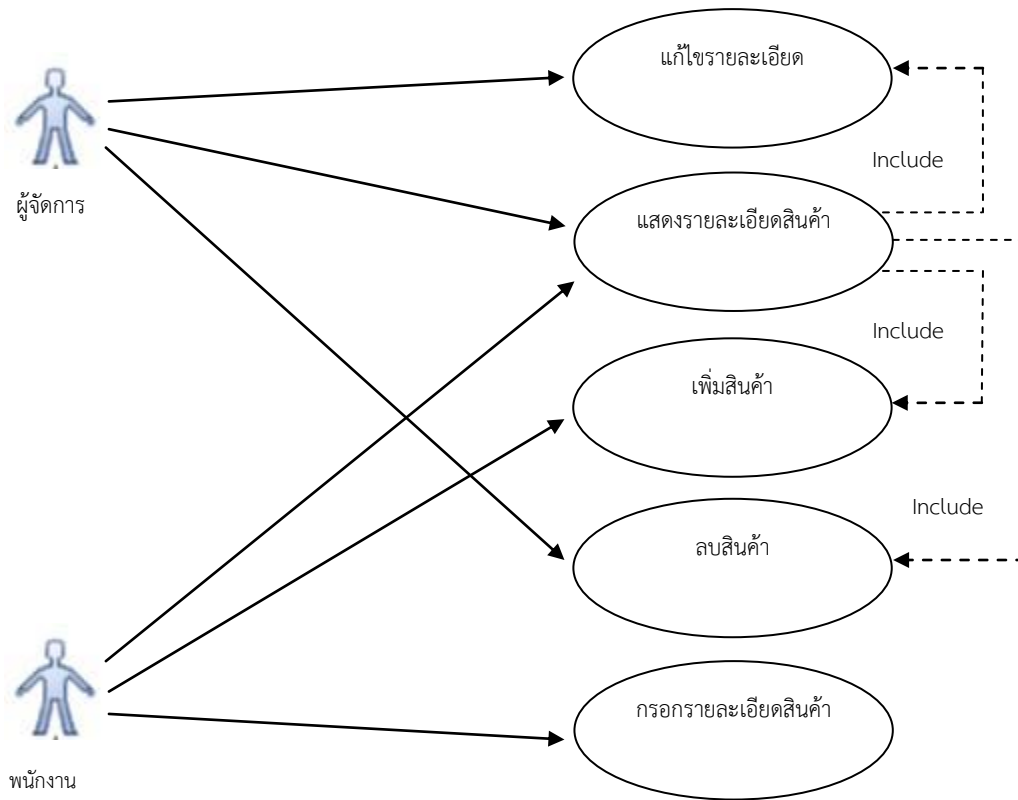 แก้ไขรายละเอียด
Include
ผู้จัดการ
แสดงรายละเอียดสินค้า
Include
เพิ่มสินค้า
Include
ลบสินค้า
กรอกรายละเอียดสินค้า
พนักงาน